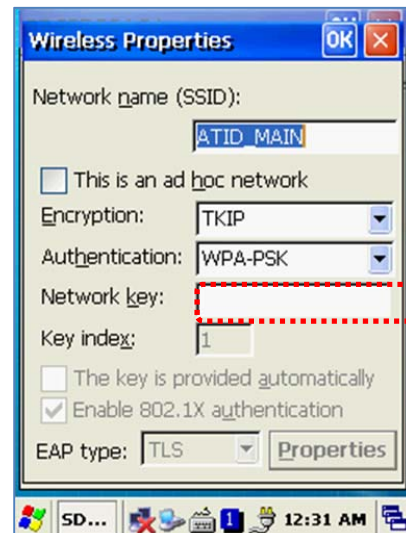 Wireless Properties OK
Network name (SSID):
ATID_MAIN
This is an ad hoc network
Encryption: TKIP
Authentication: WPA-PSK
Network key:
Key index: 1
The key is provided automatically
Enable 802.1X authentication
EAP type: TLS Properties
SD... 1 12:31 AM